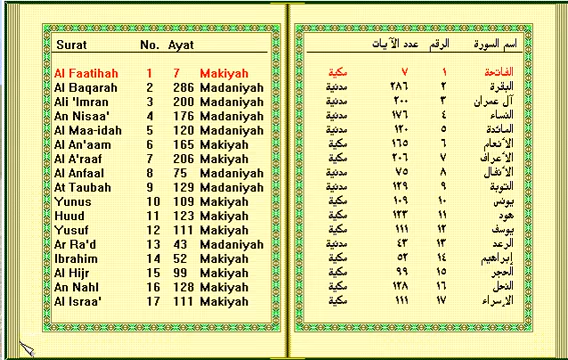 Surat No. Ayat
Al Faatihah 1 7 Makiyah
Al Baqarah 2 286 Madaniyah
Ali 'Imran 3 200 Madaniyah
An Nisaa' 4 176 Madaniyah
Al Maa-idah 5 120 Madaniyah
Al An'aam 6 165 Makiyah
Al A'raaf 7 206 Makiyah
Al Anfaal 8 75 Madaniyah
At Taubah 9 129 Madaniyah
Yunus 10 109 Makiyah
Huud 11 123 Makiyah
Yusuf 12 111 Makiyah
Ar Ra'd 13 43 Madaniyah
Ibrahim 14 52 Makiyah
Al Hijr 15 99 Makiyah
An Nahl 16 128 Makiyah
Al Israa' 17 111 Makiyah
اسم السورة الرقم عدد الآيات
الفاتحة ١ ٧ مكية
البقرة ٢ ٢٨٦ مدنية
آل عمران ٣ ٢٠٠ مدنية
النساء ٤ ١٧٦ مدنية
المائدة ٥ ١٢٠ مدنية
الأنعام ٦ ١٦٥ مكية
الأعراف ٧ ٢٠٦ مكية
الأنفال ٨ ٧٥ مدنية
التوبة ٩ ١٢٩ مدنية
يونس ١٠ ١٠٩ مكية
هود ١١ ١٢٣ مكية
يوسف ١٢ ١١١ مكية
الرعد ١٣ ٤٣ مدنية
إبراهيم ١٤ ٥٢ مكية
الحجر ١٥ ٩٩ مكية
النحل ١٦ ١٢٨ مكية
الإسراء ١٧ ١١١ مكية